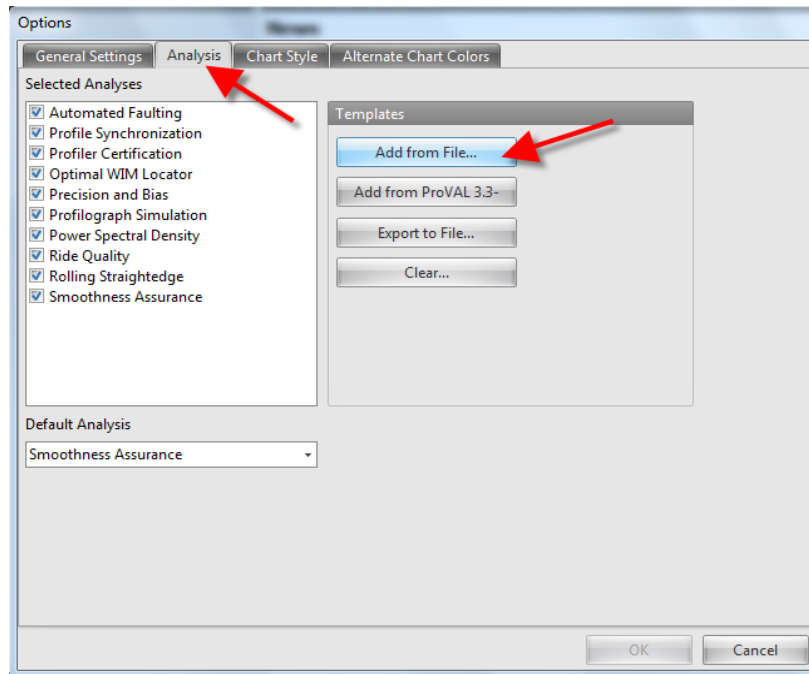 Options
General Settings Analysis Chart Style Alternate Chart Colors
Selected Analyses
Automated Faulting
Profile Synchronization
Profiler Certification
Optimal WIM Locator
Precision and Bias
Profilograph Simulation
Power Spectral Density
Ride Quality
Rolling Straightedge
Smoothness Assurance
Templates
Add from File...
Add from ProVAL 3.3-
Export to File...
Clear...
Default Analysis
Smoothness Assurance
OK Cancel